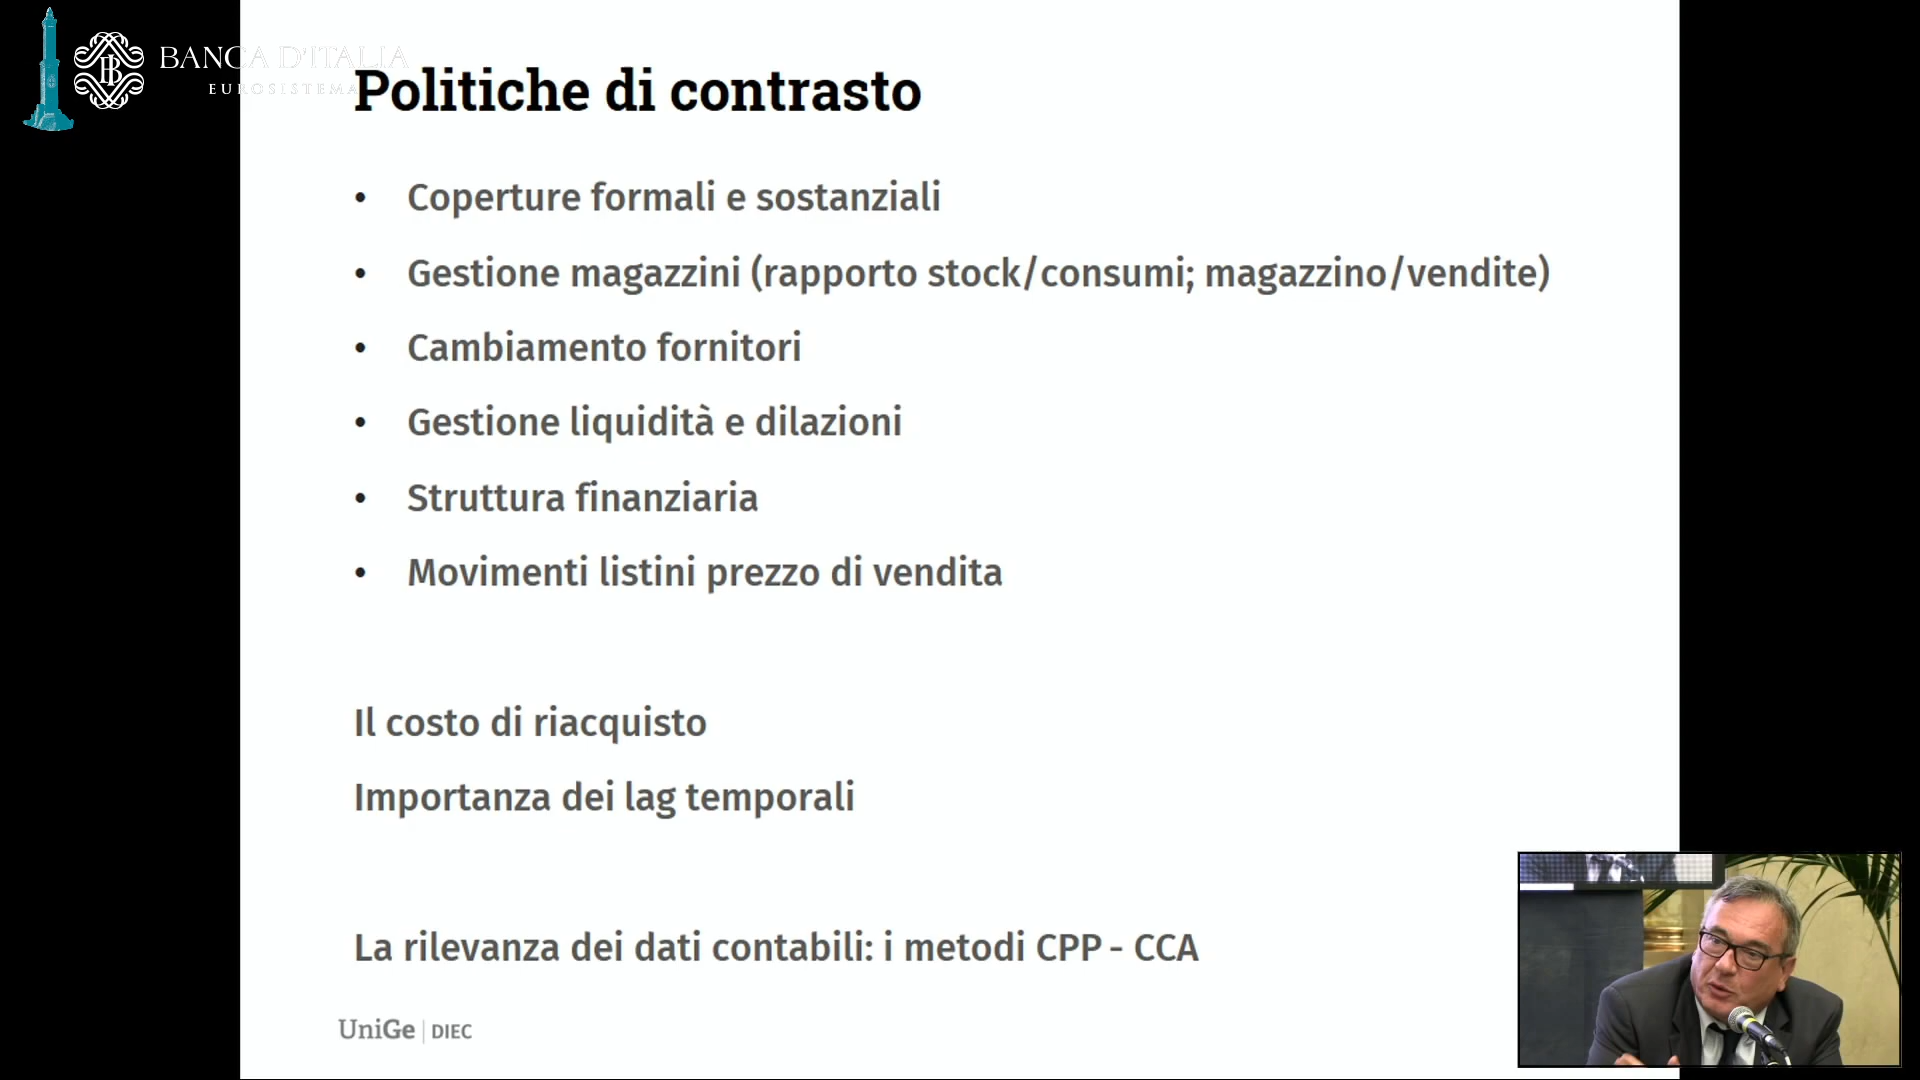 BANCA D'ITALIA
EUROSISTEMA
Politiche di contrasto
• Coperture formali e sostanziali
• Gestione magazzini (rapporto stock/consumi; magazzino/vendite)
• Cambiamento fornitori
• Gestione liquidità e dilazioni
• Struttura finanziaria
• Movimenti listini prezzo di vendita
Il costo di riacquisto
Importanza dei lag temporali
La rilevanza dei dati contabili: i metodi CPP - CCA
UniGe | DIEC